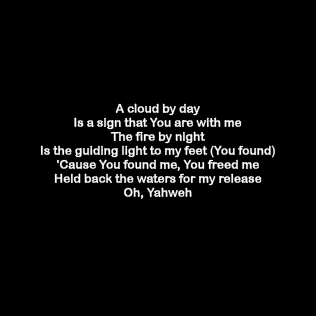 A cloud by day
Is a sign that You are with me
The fire by night
Is the guiding light to my feet (You found)
'Cause You found me, You freed me
Held back the waters for my release
Oh, Yahweh